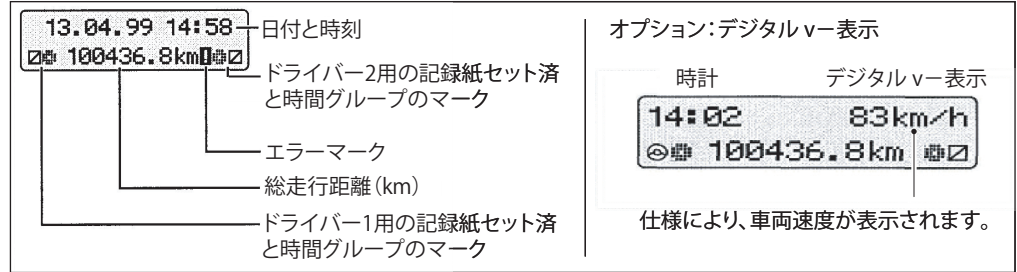 13.04.99 14:58
100436.8km
日付と時刻
ドライバー2用の記録紙セット済
と時間グループのマーク
エラーマーク
総走行距離(km)
ドライバー1用の記録紙セット済
と時間グループのマーク
オプション:デジタル v−表示
時計
デジタル v−表示
14:02 83km/h
100436.8km
仕様により、車両速度が表示されます。